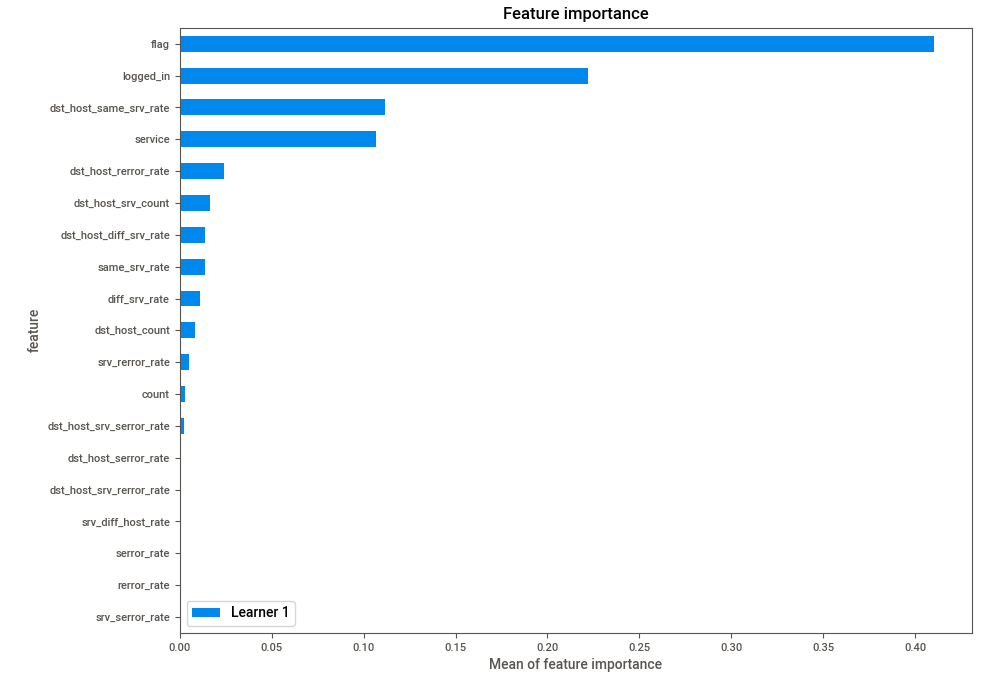 Feature importance
flag
logged_in
dst_host_same_srv_rate
service
dst_host_rerror_rate
dst_host_srv_count
dst_host_diff_srv_rate
same_srv_rate
diff_srv_rate
dst_host_count
srv_rerror_rate
count
dst_host_srv_serror_rate
dst_host_serror_rate
dst_host_srv_rerror_rate
srv_diff_host_rate
serror_rate
rerror_rate
srv_serror_rate
feature
Learner 1
0.00 0.05 0.10 0.15 0.20 0.25 0.30 0.35 0.40
Mean of feature importance